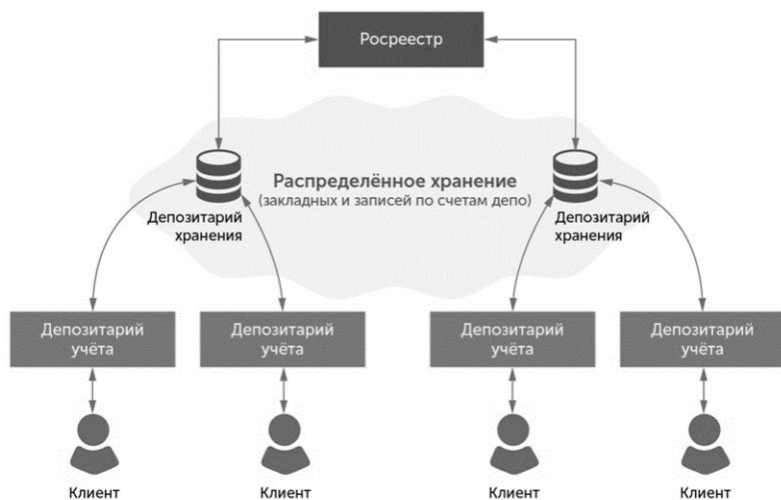 Росреестр
Распределённое хранение
(закладных и записей по счетам депо)
Депозитарий
хранения
Депозитарий
хранения
Депозитарий
учёта
Депозитарий
учёта
Депозитарий
учёта
Депозитарий
учёта
Клиент
Клиент
Клиент
Клиент